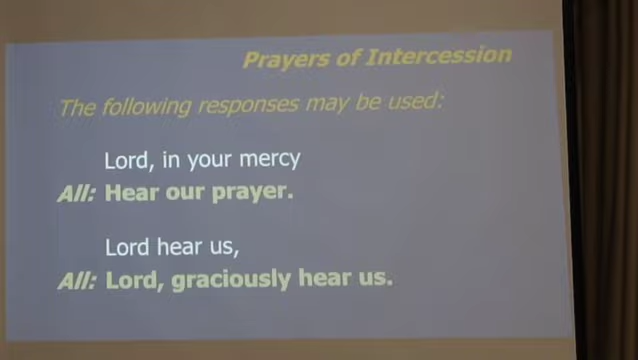 Prayers of Intercession
The following responses may be used:
Lord, in your mercy
All: Hear our prayer.
Lord hear us,
All: Lord, graciously hear us.